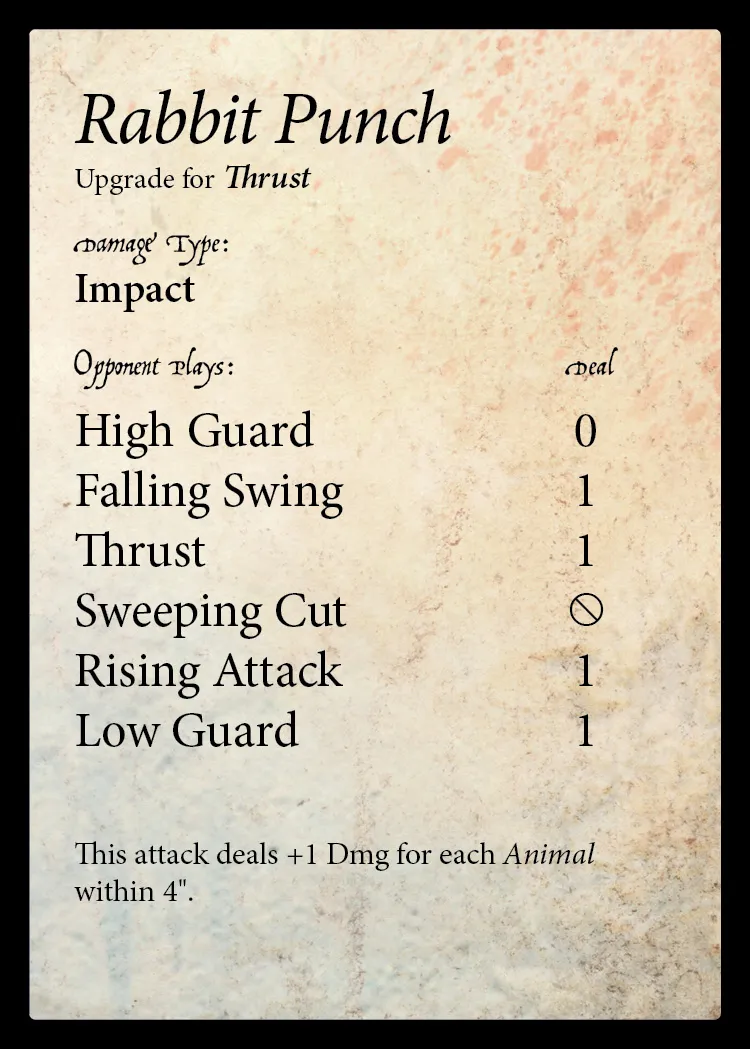 Rabbit Punch
Upgrade for Thrust
Damage Type:
Impact
Opponent Plays: Deal
High Guard 0
Falling Swing 1
Thrust 1
Sweeping Cut 🛇
Rising Attack 1
Low Guard 1
This attack deals +1 Dmg for each Animal
within 4".